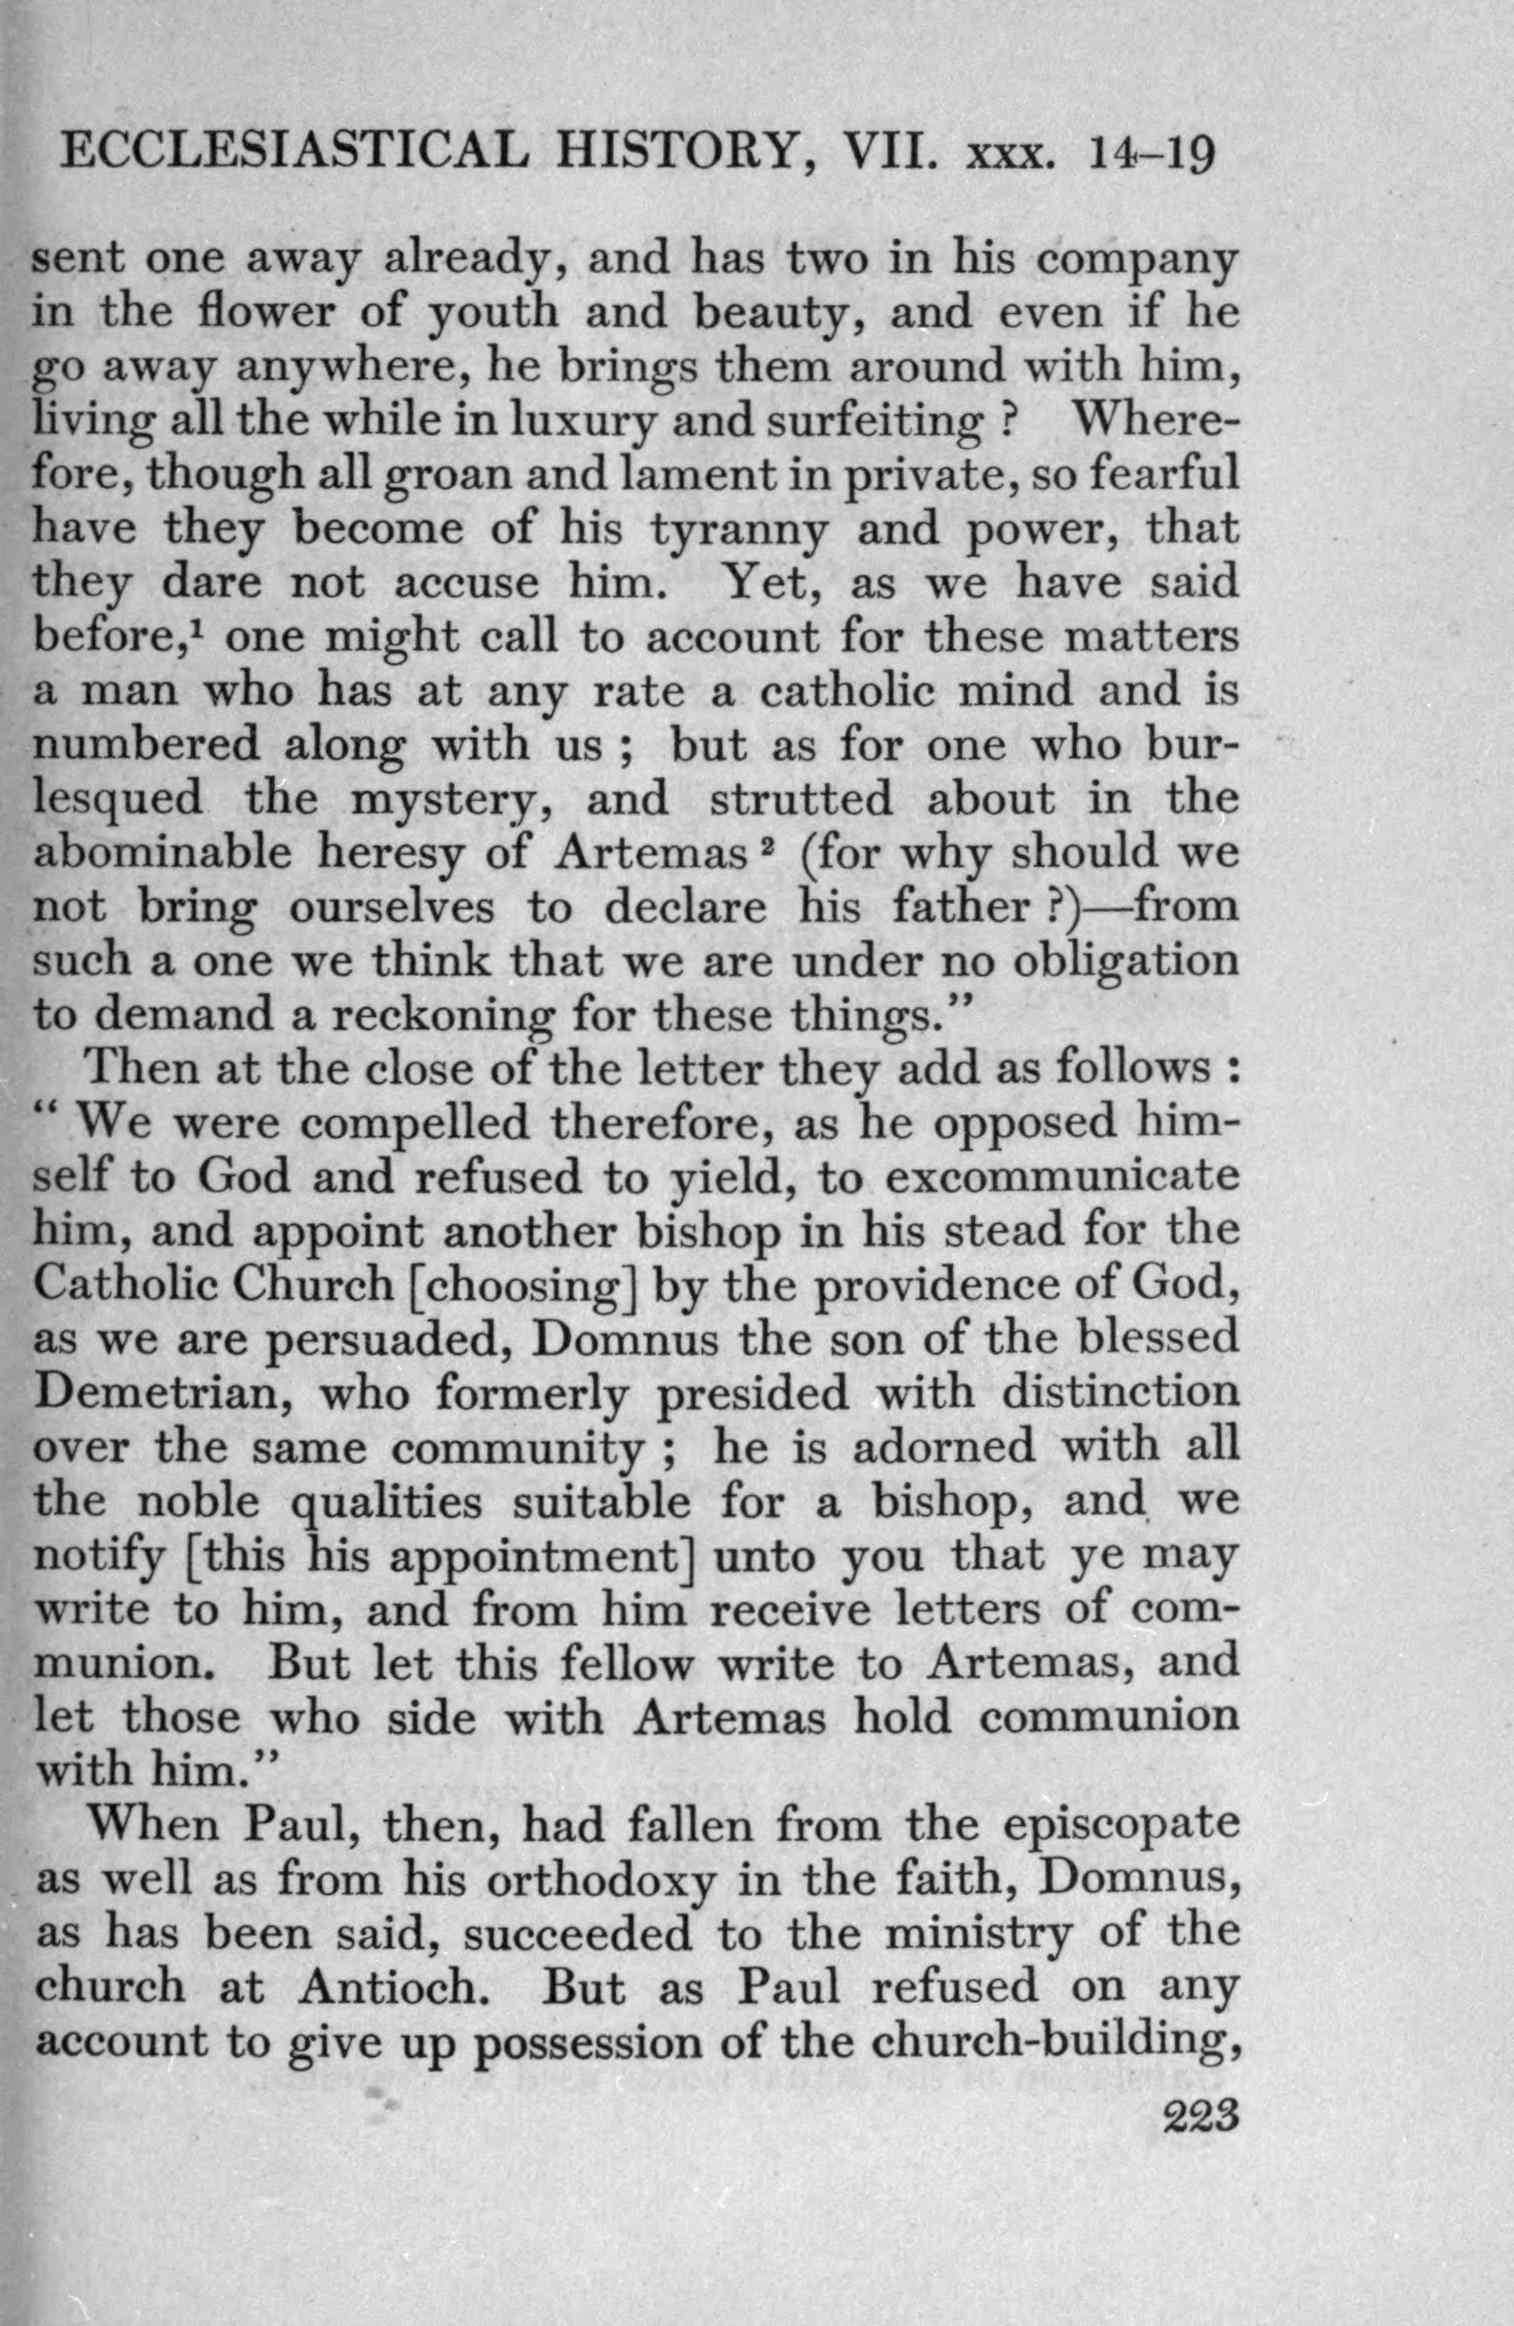 ECCLESIASTICAL HISTORY, VII. xxx. 14–19
sent one away already, and has two in his company
in the flower of youth and beauty, and even if he
go away anywhere, he brings them around with him,
living all the while in luxury and surfeiting ? Where-
fore, though all groan and lament in private, so fearful
have they become of his tyranny and power, that
they dare not accuse him. Yet, as we have said
before,¹ one might call to account for these matters
a man who has at any rate a catholic mind and is
numbered along with us ; but as for one who bur-
lesqued the mystery, and strutted about in the
abominable heresy of Artemas ² (for why should we
not bring ourselves to declare his father ?)—from
such a one we think that we are under no obligation
to demand a reckoning for these things.”
Then at the close of the letter they add as follows :
“ We were compelled therefore, as he opposed him-
self to God and refused to yield, to excommunicate
him, and appoint another bishop in his stead for the
Catholic Church [choosing] by the providence of God,
as we are persuaded, Domnus the son of the blessed
Demetrian, who formerly presided with distinction
over the same community ; he is adorned with all
the noble qualities suitable for a bishop, and we
notify [this his appointment] unto you that ye may
write to him, and from him receive letters of com-
munion. But let this fellow write to Artemas, and
let those who side with Artemas hold communion
with him.”
When Paul, then, had fallen from the episcopate
as well as from his orthodoxy in the faith, Domnus,
as has been said, succeeded to the ministry of the
church at Antioch. But as Paul refused on any
account to give up possession of the church-building,
223